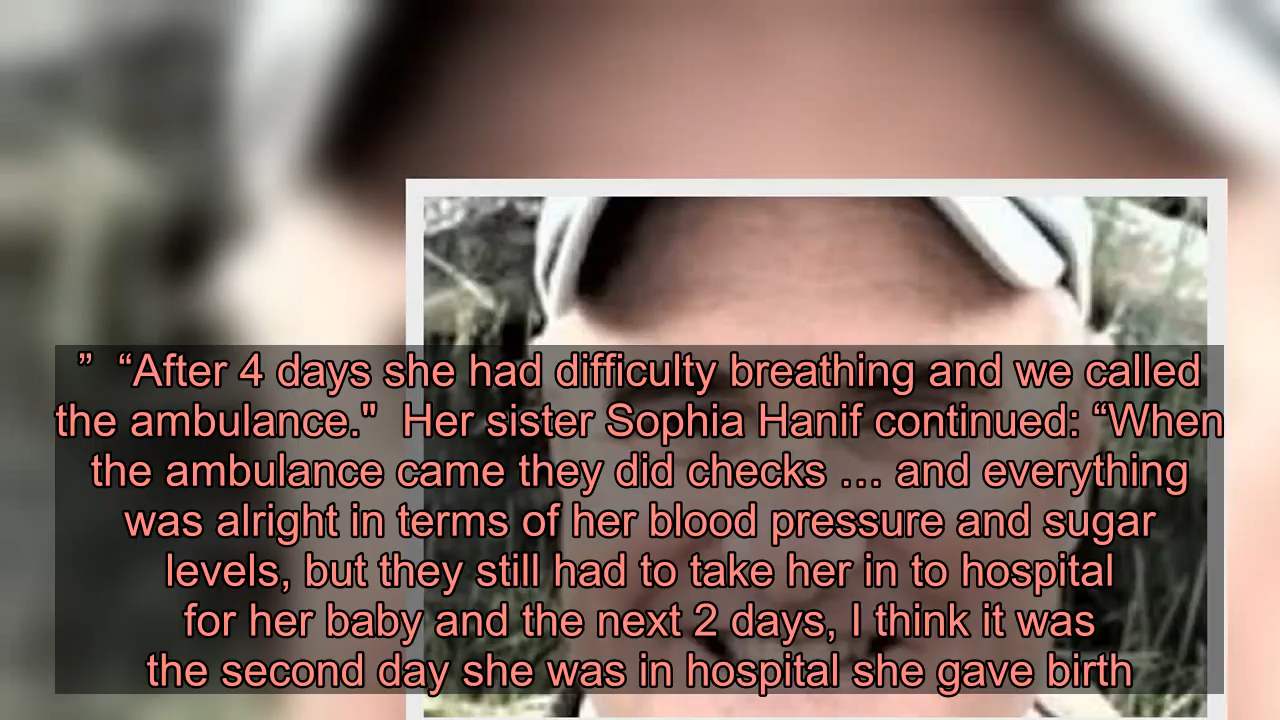 ”  “After 4 days she had difficulty breathing and we called
the ambulance."  Her sister Sophia Hanif continued: “When
the ambulance came they did checks … and everything
was alright in terms of her blood pressure and sugar
levels, but they still had to take her in to hospital
for her baby and the next 2 days, I think it was
the second day she was in hospital she gave birth